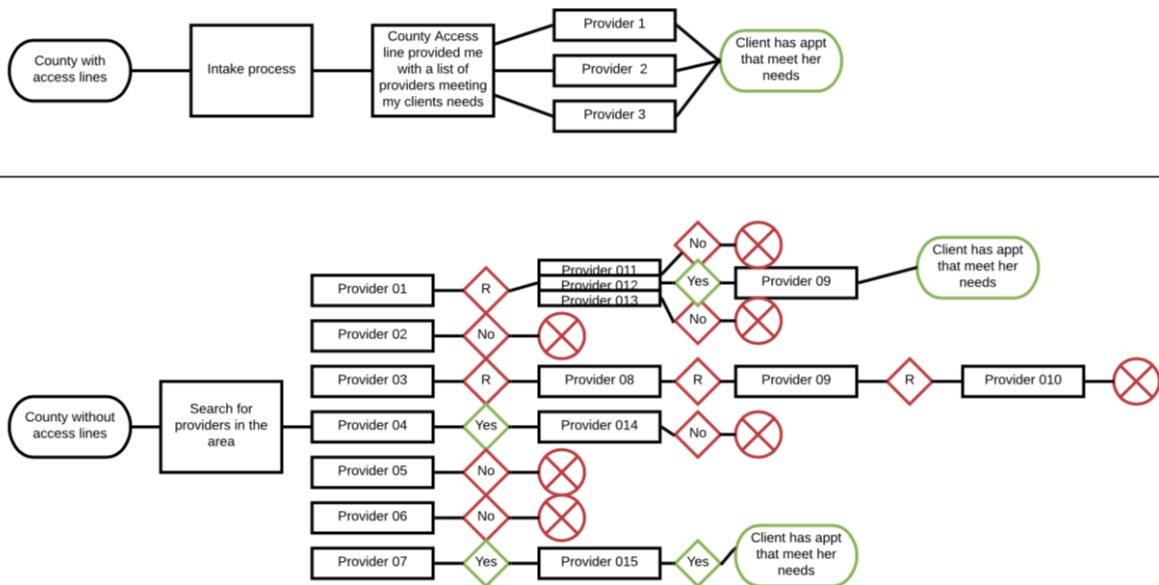 County with
access lines
Intake process
County Access
line provided me
with a list of
providers meeting
my clients needs
Provider 1
Provider 2
Provider 3
Client has appt
that meet her
needs
County without
access lines
Search for
providers in the
area
Provider 01
R
Provider 011
Provider 012
Provider 013
No
Yes
No
Provider 09
Client has appt
that meet her
needs
Provider 02
No
Provider 03
R
Provider 08
R
Provider 09
R
Provider 010
Provider 04
Yes
Provider 014
No
Provider 05
No
Provider 06
No
Provider 07
Yes
Provider 015
Yes
Client has appt
that meet her
needs